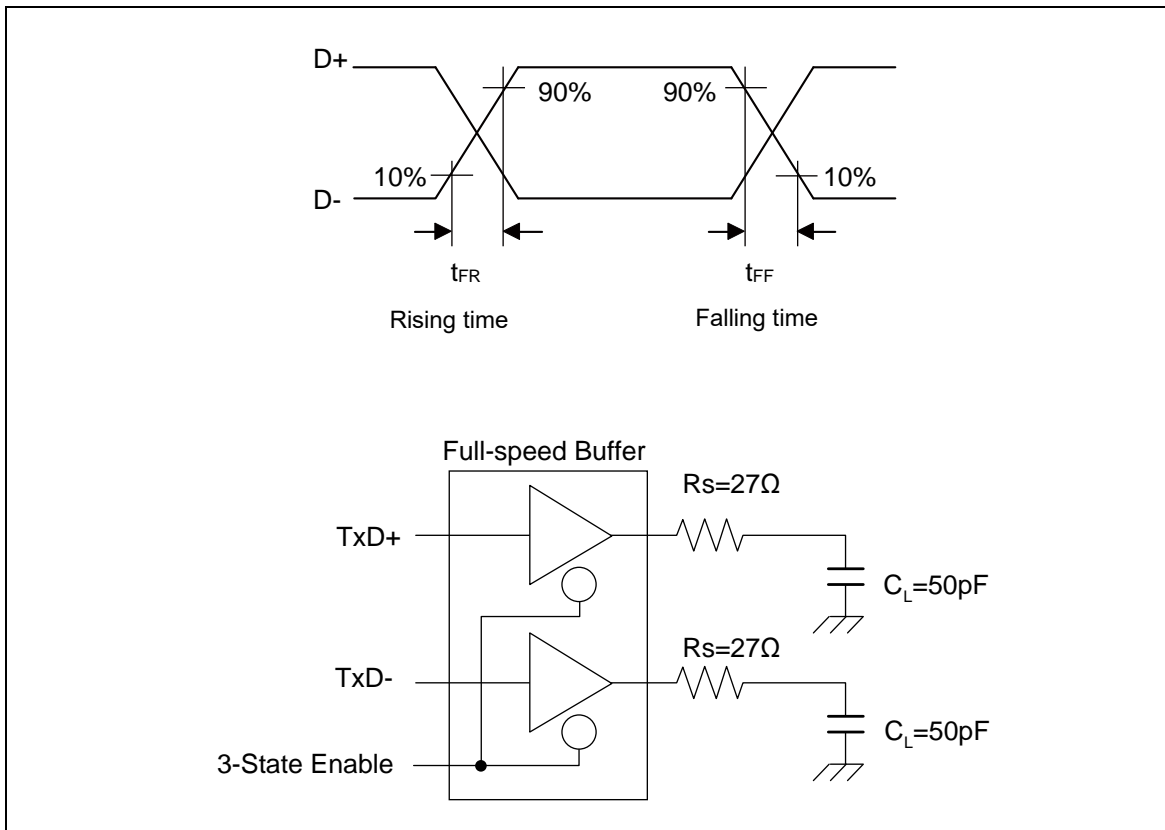 D+
90%
90%
10%
10%
D-
tFR
tFF
Rising time
Falling time
Full-speed Buffer
Rs=27Ω
TxD+
CL=50pF
Rs=27Ω
TxD-
CL=50pF
3-State Enable